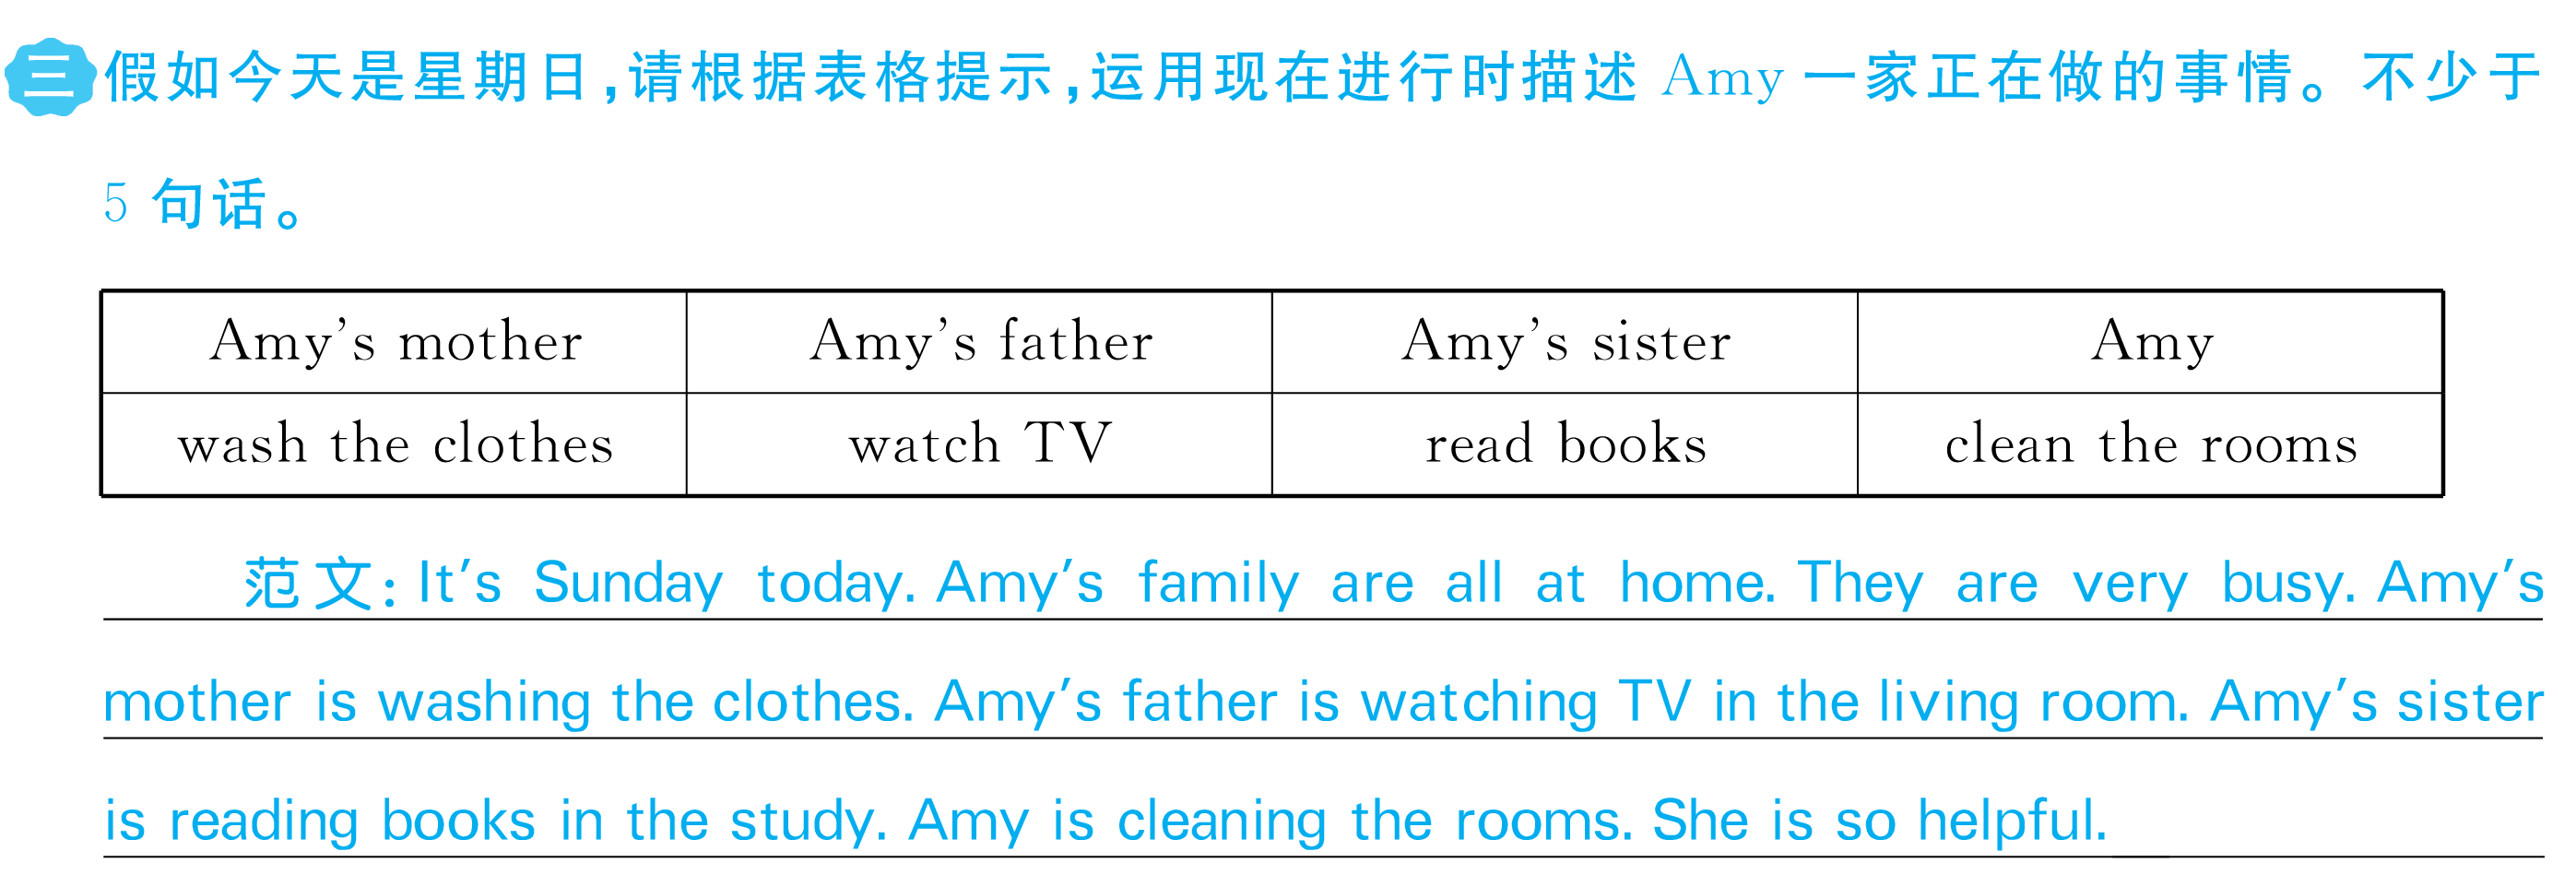 三 假如今天是星期日,请根据表格提示,运用现在进行时描述 Amy 一家正在做的事情。不少于
5 句话。
Amy's mother Amy's father Amy's sister Amy
wash the clothes watch TV read books clean the rooms
范文: It's Sunday today. Amy's family are all at home. They are very busy. Amy's
mother is washing the clothes. Amy's father is watching TV in the living room. Amy's sister
is reading books in the study. Amy is cleaning the rooms. She is so helpful.